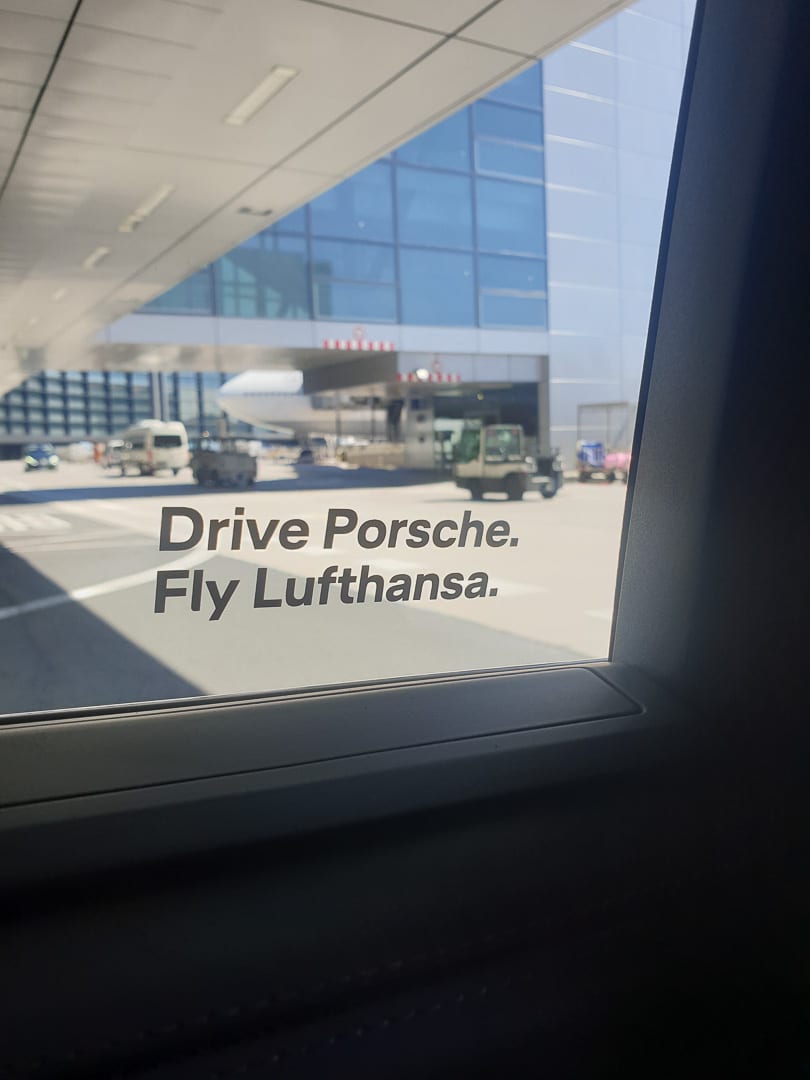 Drive Porsche.
Fly Lufthansa.